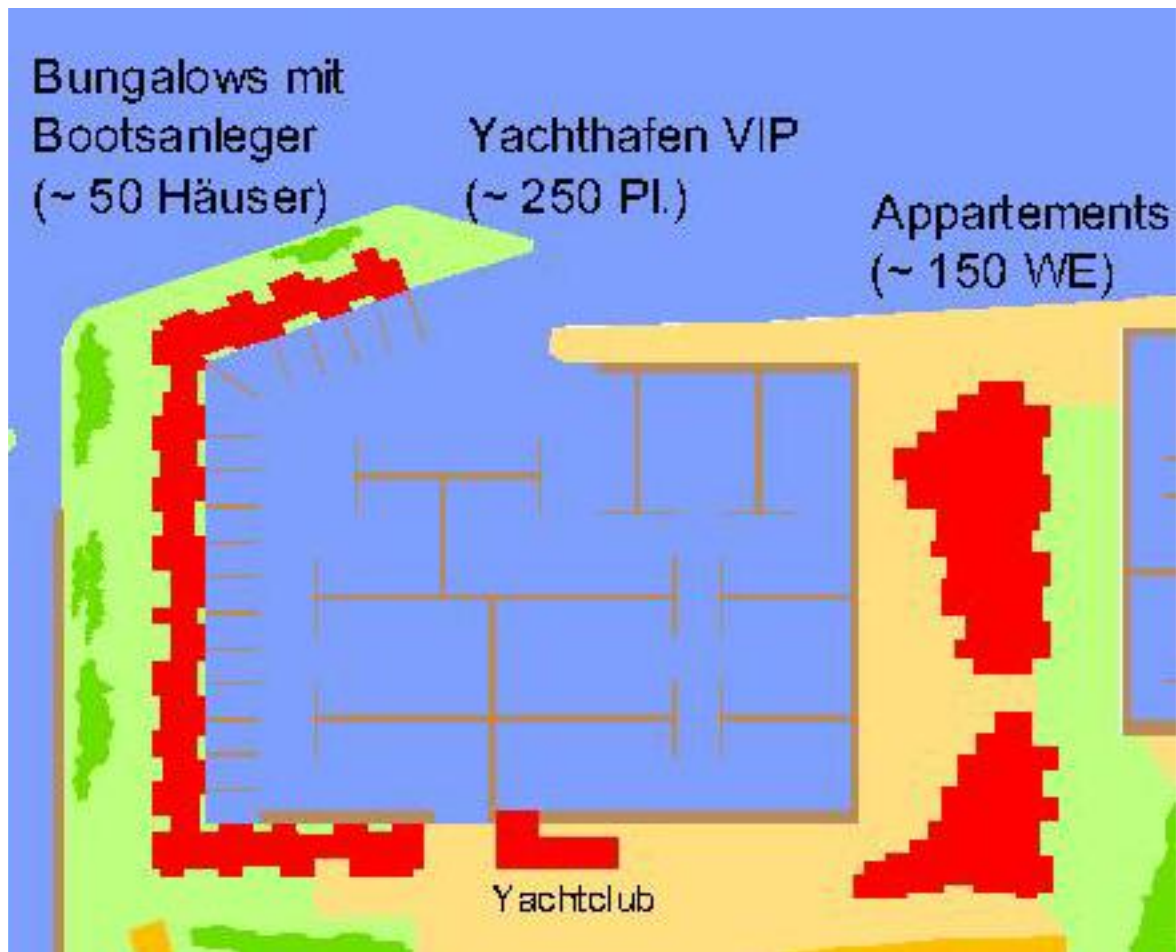 Bungalows mit
Bootsanleger
(~ 50 Häuser)
Yachthafen VIP
(~ 250 Pl.)
Appartements
(~ 150 WE)
Yachtclub